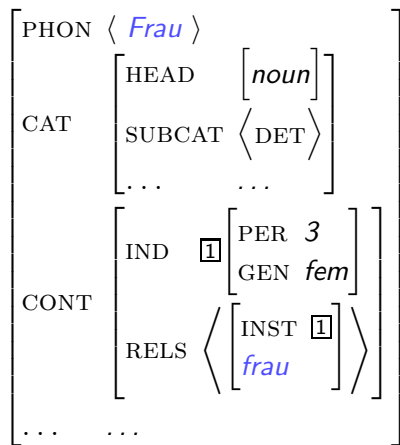 PHON ⟨ Frau ⟩
CAT
HEAD [noun]
SUBCAT ⟨DET⟩
... ...
CONT
IND 1 [PER 3
GEN fem]
RELS ⟨[INST 1
frau]⟩
... ...